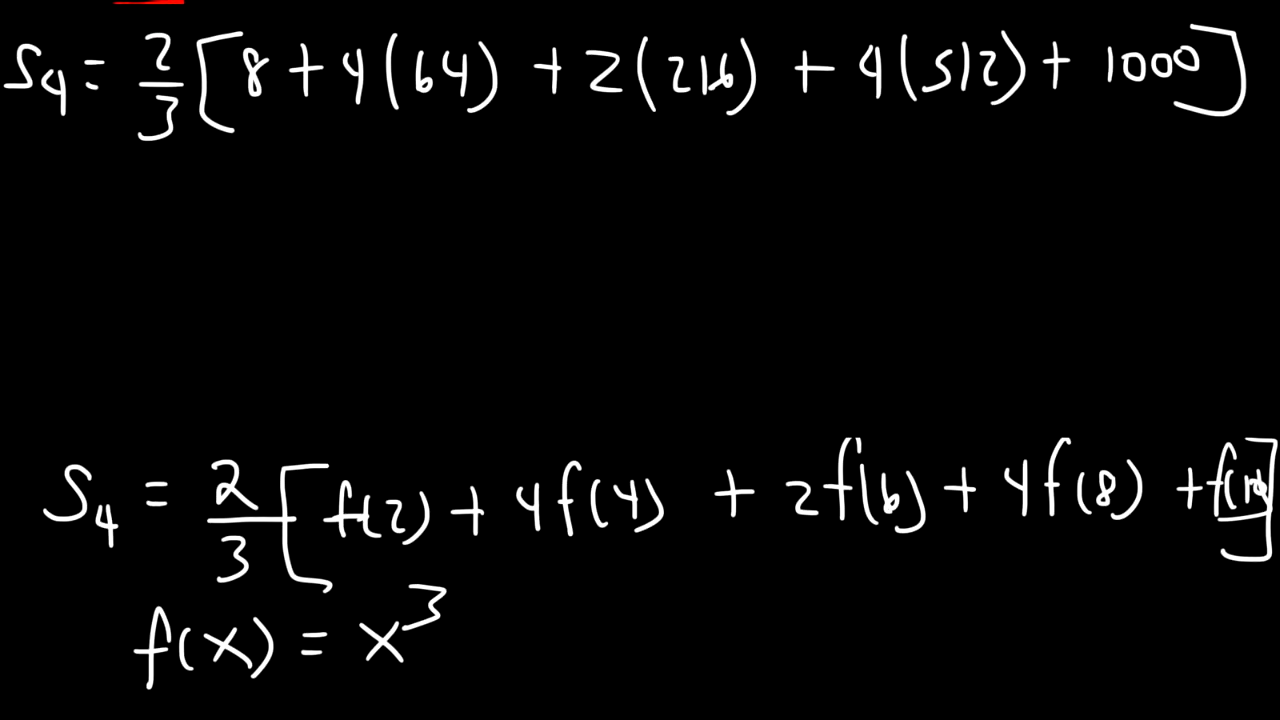 S₄ = 2/3 [8 + 4(64) + 2(216) + 4(512) + 1000]
S₄ = 2/3 [f(2) + 4f(4) + 2f(6) + 4f(8) + f(10)]
f(x) = x³